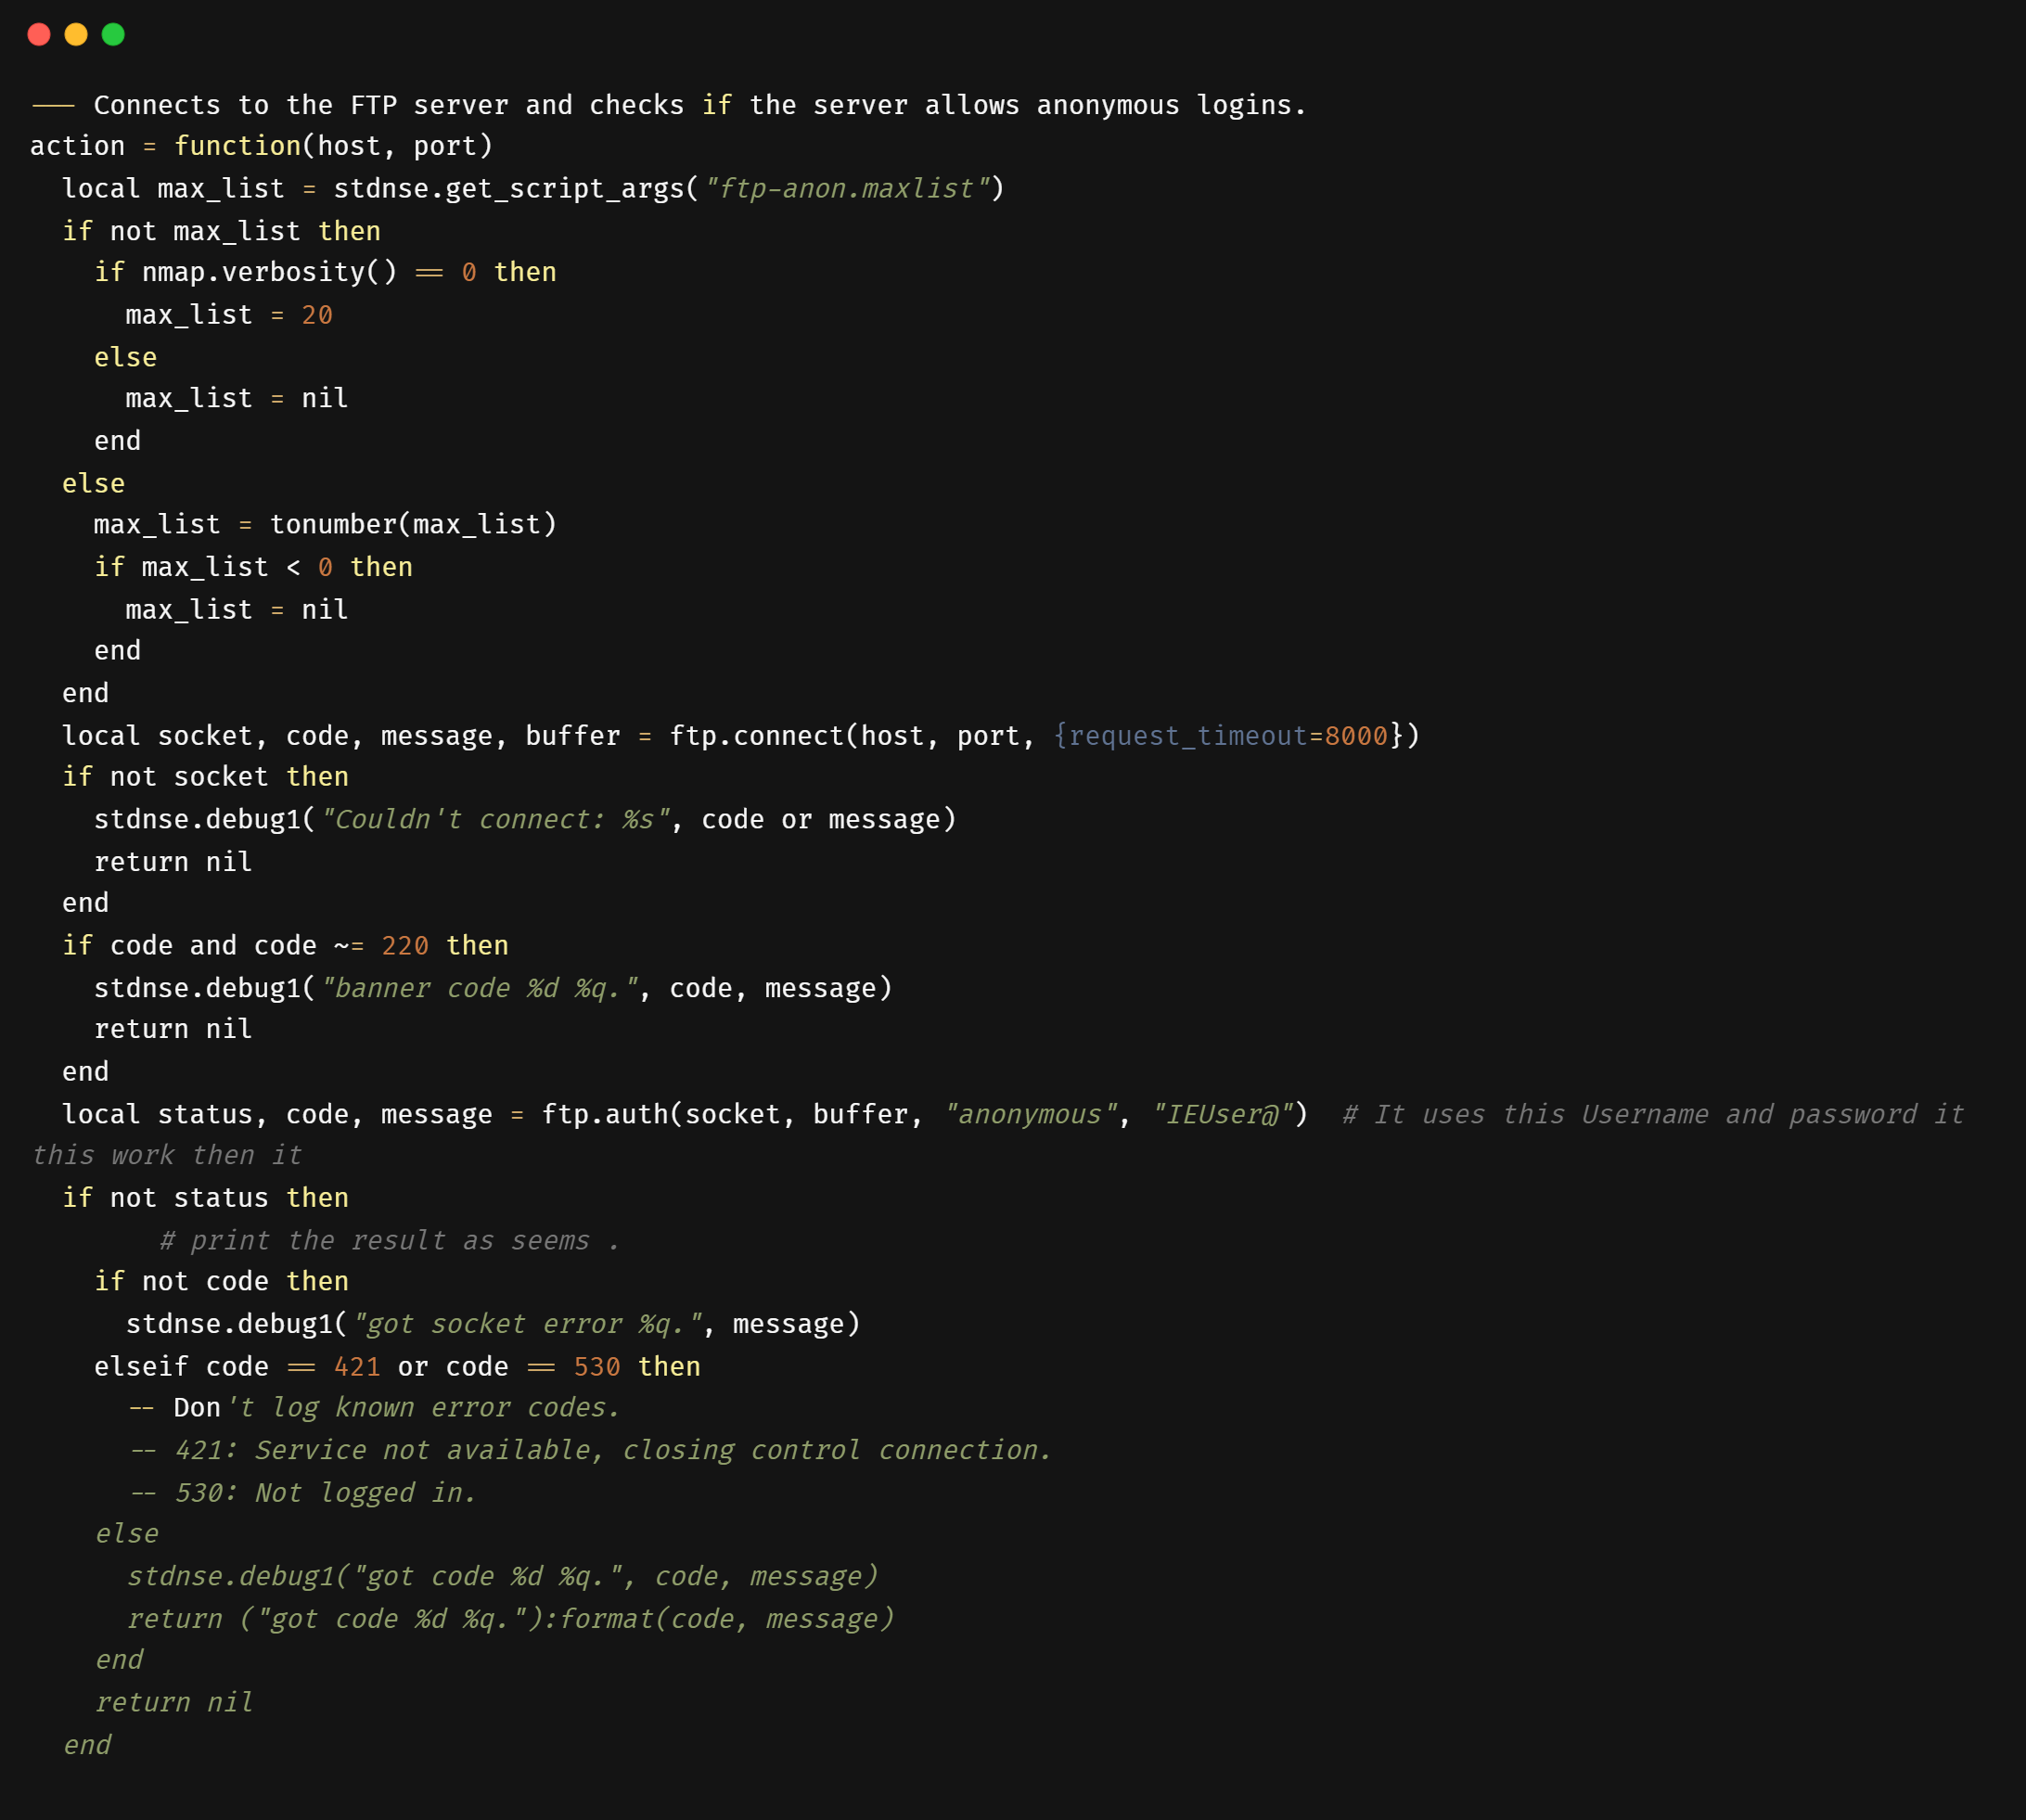 --- Connects to the FTP server and checks if the server allows anonymous logins.
action = function(host, port)
  local max_list = stdnse.get_script_args("ftp-anon.maxlist")
  if not max_list then
    if nmap.verbosity() == 0 then
      max_list = 20
    else
      max_list = nil
    end
  else
    max_list = tonumber(max_list)
    if max_list < 0 then
      max_list = nil
    end
  end
  local socket, code, message, buffer = ftp.connect(host, port, {request_timeout=8000})
  if not socket then
    stdnse.debug1("Couldn't connect: %s", code or message)
    return nil
  end
  if code and code ~= 220 then
    stdnse.debug1("banner code %d %q.", code, message)
    return nil
  end
  local status, code, message = ftp.auth(socket, buffer, "anonymous", "IEUser@")  # It uses this Username and password it
this work then it
  if not status then
        # print the result as seems .
    if not code then
      stdnse.debug1("got socket error %q.", message)
    elseif code == 421 or code == 530 then
      -- Don't log known error codes.
      -- 421: Service not available, closing control connection.
      -- 530: Not logged in.
    else
      stdnse.debug1("got code %d %q.", code, message)
      return ("got code %d %q."):format(code, message)
    end
    return nil
  end